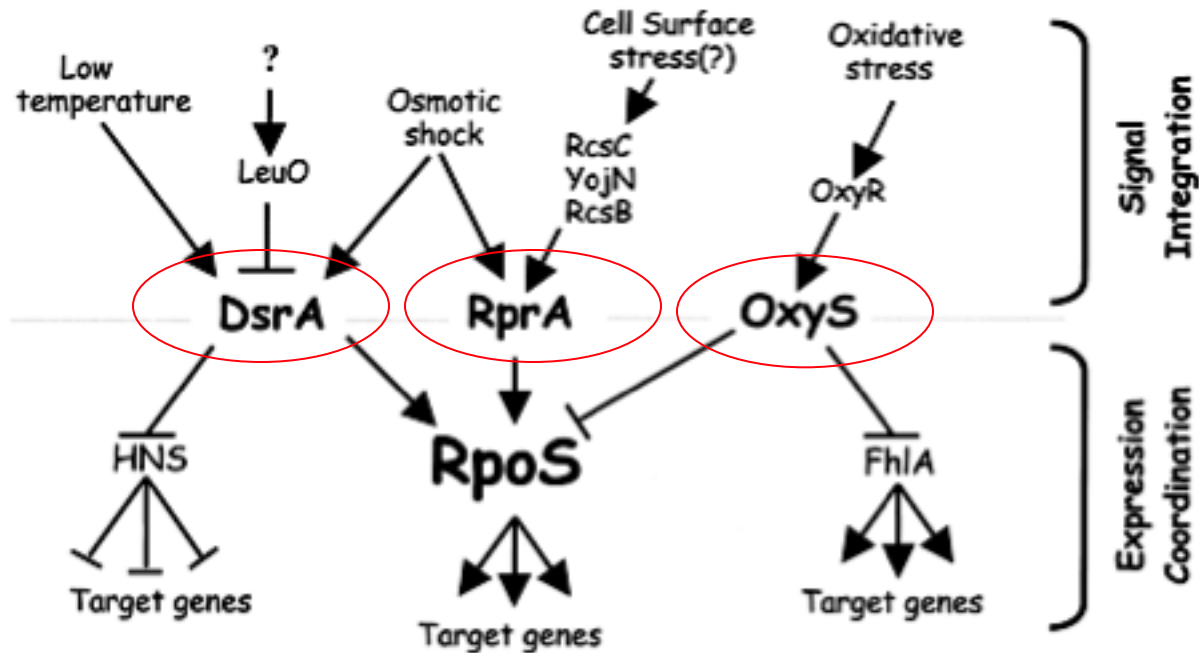 Low
temperature
?
LeuO
Osmotic
shock
Cell Surface
stress(?)
RcsC
YojN
RcsB
Oxidative
stress
OxyR
Signal
Integration
DsrA
RprA
OxyS
HNS
Target genes
RpoS
Target genes
FhlA
Target genes
Expression
Coordination